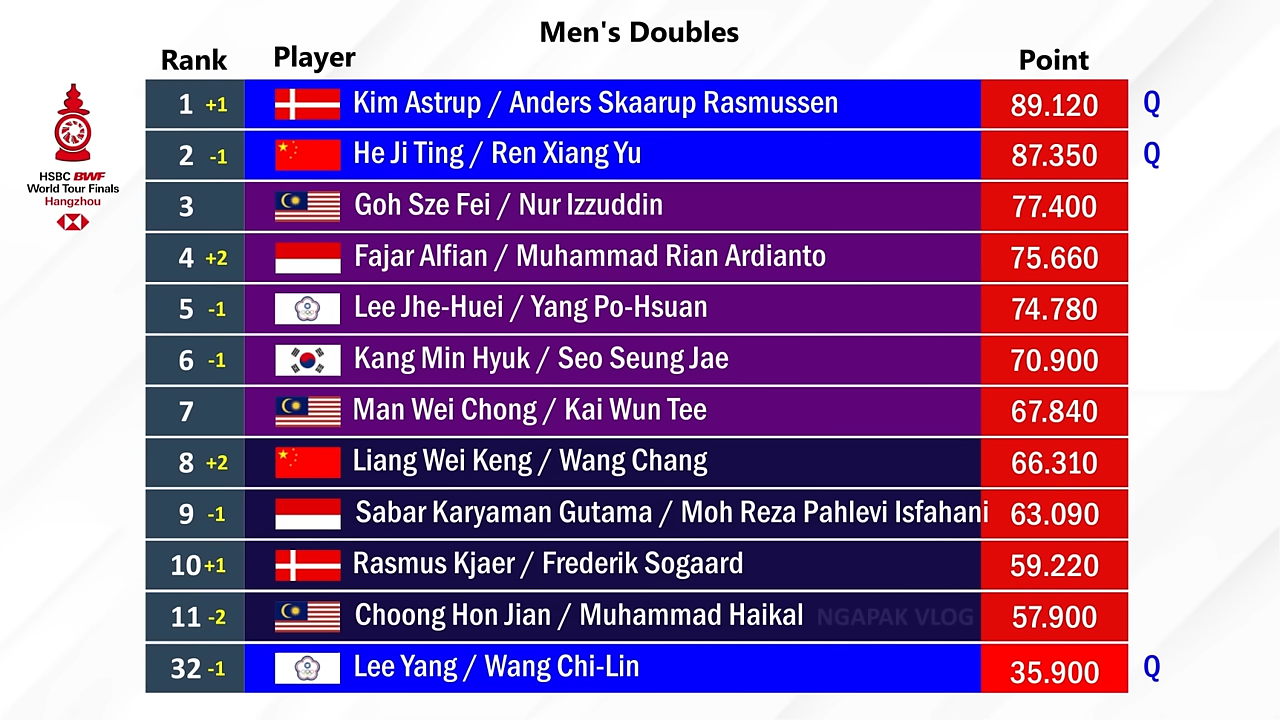 Men's Doubles
Rank Player Point
1 +1 Kim Astrup / Anders Skaarup Rasmussen 89.120 Q
2 -1 He Ji Ting / Ren Xiang Yu 87.350 Q
3 Goh Sze Fei / Nur Izzuddin 77.400
4 +2 Fajar Alfian / Muhammad Rian Ardianto 75.660
5 -1 Lee Jhe-Huei / Yang Po-Hsuan 74.780
6 -1 Kang Min Hyuk / Seo Seung Jae 70.900
7 Man Wei Chong / Kai Wun Tee 67.840
8 +2 Liang Wei Keng / Wang Chang 66.310
9 -1 Sabar Karyaman Gutama / Moh Reza Pahlevi Isfahani 63.090
10 +1 Rasmus Kjaer / Frederik Sogaard 59.220
11 -2 Choong Hon Jian / Muhammad Haikal NGAPAK VLOG 57.900
32 -1 Lee Yang / Wang Chi-Lin 35.900 Q
HSBC BWF
World Tour Finals
Hangzhou